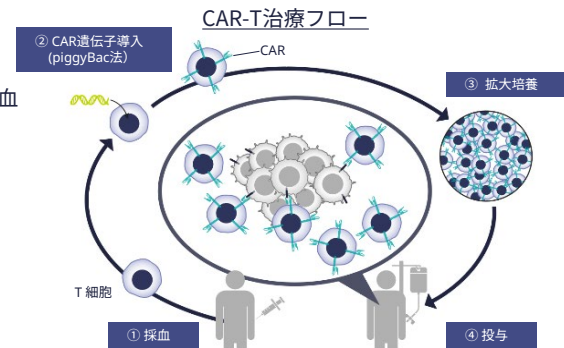 CAR-T治療フロー
② CAR遺伝子導入
(piggyBac法）
CAR
血
③ 拡大培養
T 細胞
① 採血
④ 投与